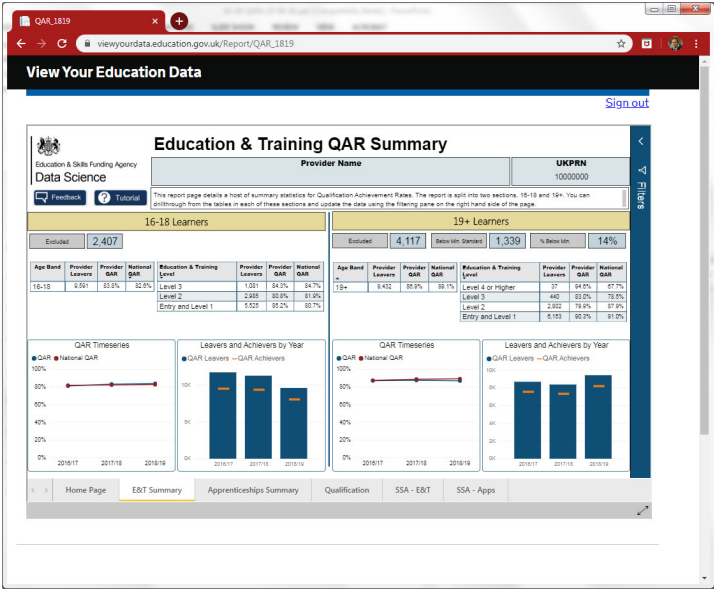 QAR_1819
viewyourdata.education.gov.uk/Report/QAR_1819
View Your Education Data
Sign out
Education & Skills Funding Agency
Data Science
Feedback
Tutorial
Education & Training QAR Summary
Provider Name
UKPRN
10000000
This report page details a host of summary statistics for Qualification Achievement Rates. The report is split into two sections, 16-18 and 19+. You can
drillthrough from the tables in each of these sections and update the data using the filtering pane on the right hand side of the page.
Filters
16-18 Learners
Excluded 2,407
Age Band Provider Leavers Provider QAR National QAR
16-18 9,591 83.8% 82.6%
Education & Training Level Provider Leavers Provider QAR National QAR
Level 3 1,081 84.3% 84.7%
Level 2 2,985 80.8% 81.9%
Entry and Level 1 5,525 85.2% 80.7%
QAR Timeseries
QAR National QAR
100%
80%
60%
40%
20%
0%
2016/17 2017/18 2018/19
Leavers and Achievers by Year
QAR Leavers QAR Achievers
10K
5K
0K
2016/17 2017/18 2018/19
19+ Learners
Excluded 4,117 Below Min. Standard 1,339 % Below Min. 14%
Age Band Provider Leavers Provider QAR National QAR
19+ 9,432 86.9% 89.1%
Education & Training Level Provider Leavers Provider QAR National QAR
Level 4 or Higher 37 94.6% 67.7%
Level 3 440 83.0% 78.5%
Level 2 2,802 79.9% 87.9%
Entry and Level 1 6,153 90.3% 91.0%
QAR Timeseries
QAR National QAR
100%
80%
60%
40%
20%
0%
2016/17 2017/18 2018/19
Leavers and Achievers by Year
QAR Leavers QAR Achievers
10K
8K
6K
4K
2K
0K
2016/17 2017/18 2018/19
Home Page E&T Summary Apprenticeships Summary Qualification SSA - E&T SSA - Apps